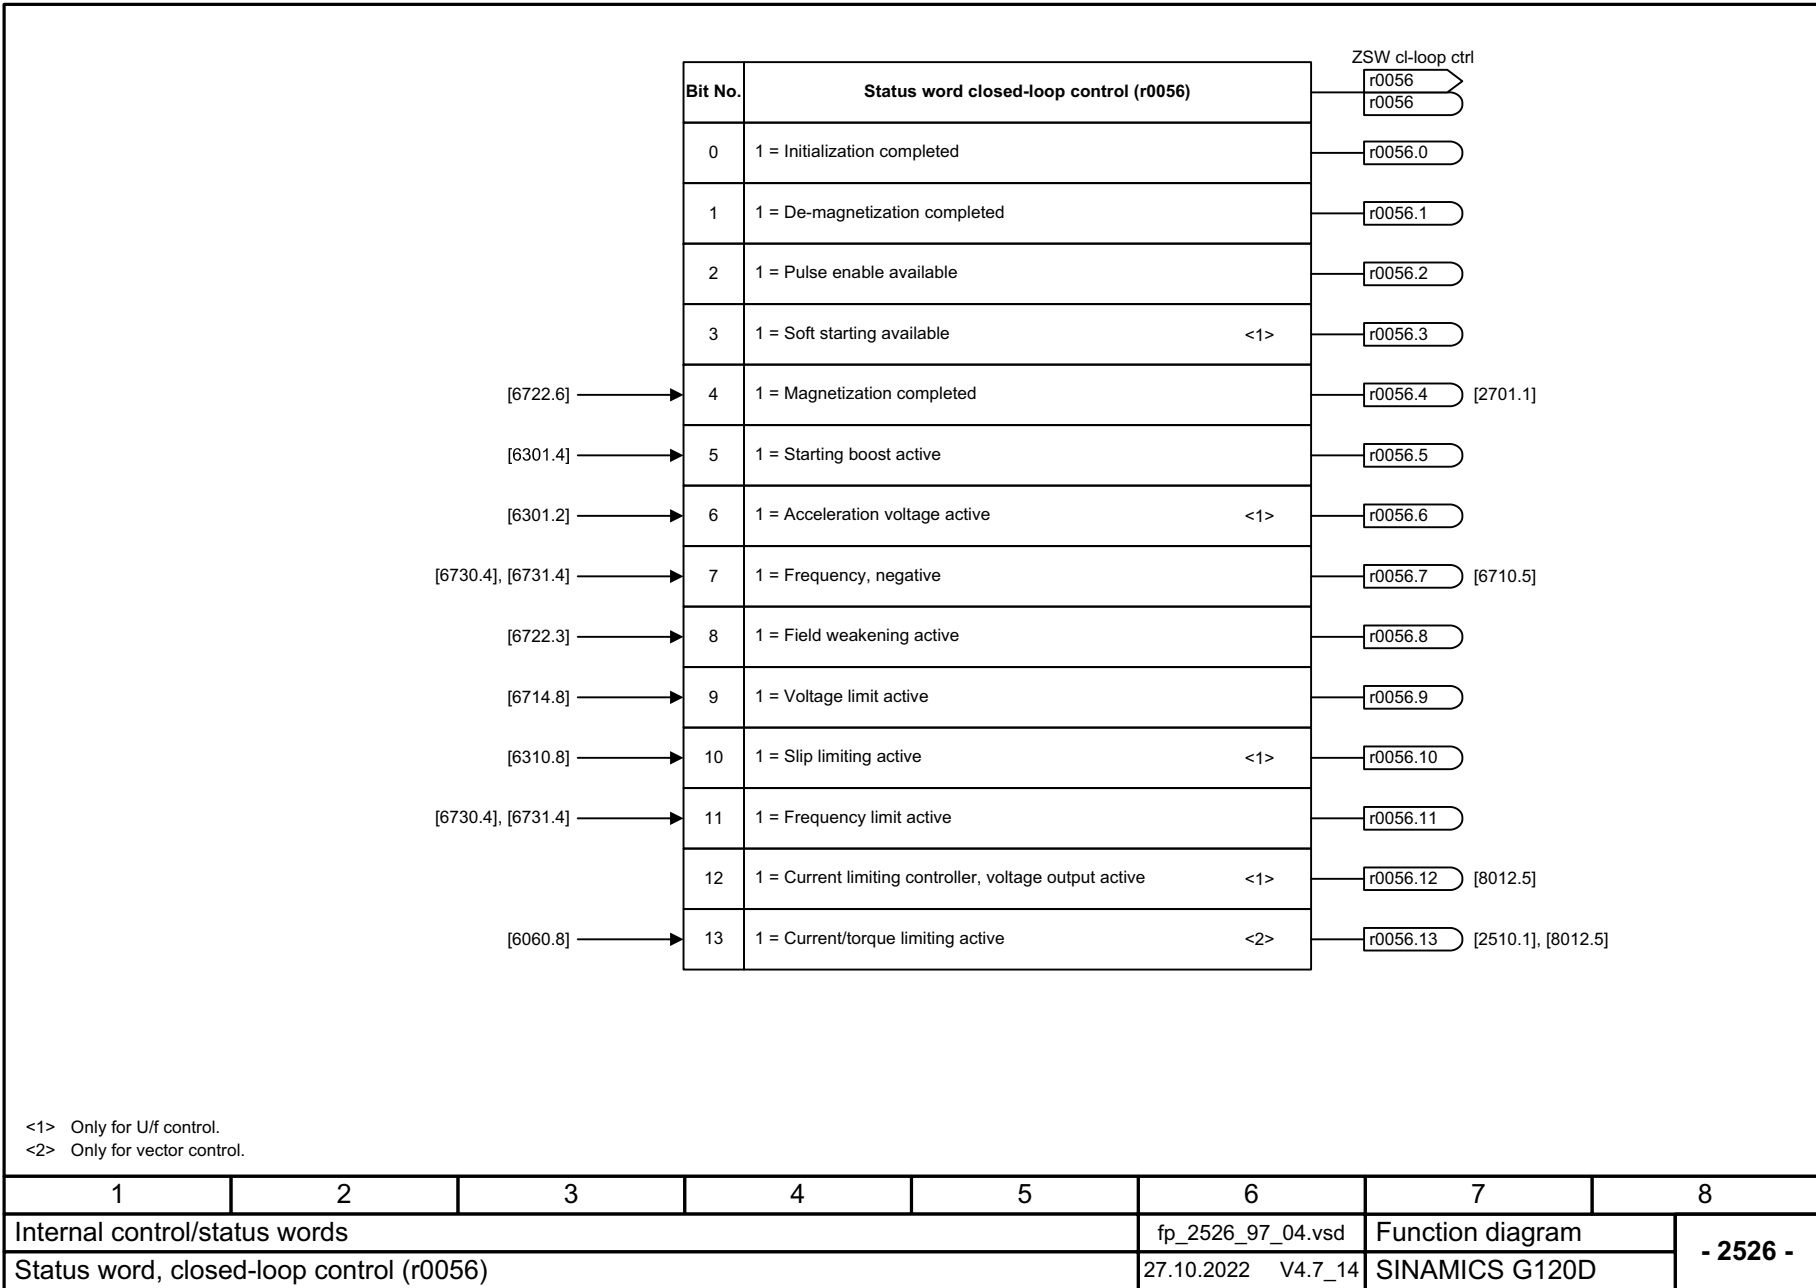 ZSW cl-loop ctrl
Bit No. Status word closed-loop control (r0056) r0056
r0056
0 1 = Initialization completed r0056.0
1 1 = De-magnetization completed r0056.1
2 1 = Pulse enable available r0056.2
3 1 = Soft starting available <1> r0056.3
[6722.6] 4 1 = Magnetization completed r0056.4 [2701.1]
[6301.4] 5 1 = Starting boost active r0056.5
[6301.2] 6 1 = Acceleration voltage active <1> r0056.6
[6730.4], [6731.4] 7 1 = Frequency, negative r0056.7 [6710.5]
[6722.3] 8 1 = Field weakening active r0056.8
[6714.8] 9 1 = Voltage limit active r0056.9
[6310.8] 10 1 = Slip limiting active <1> r0056.10
[6730.4], [6731.4] 11 1 = Frequency limit active r0056.11
12 1 = Current limiting controller, voltage output active <1> r0056.12 [8012.5]
[6060.8] 13 1 = Current/torque limiting active <2> r0056.13 [2510.1], [8012.5]
<1> Only for U/f control.
<2> Only for vector control.
1 2 3 4 5 6 7 8
Internal control/status words fp_2526_97_04.vsd Function diagram - 2526 -
Status word, closed-loop control (r0056) 27.10.2022 V4.7_14 SINAMICS G120D